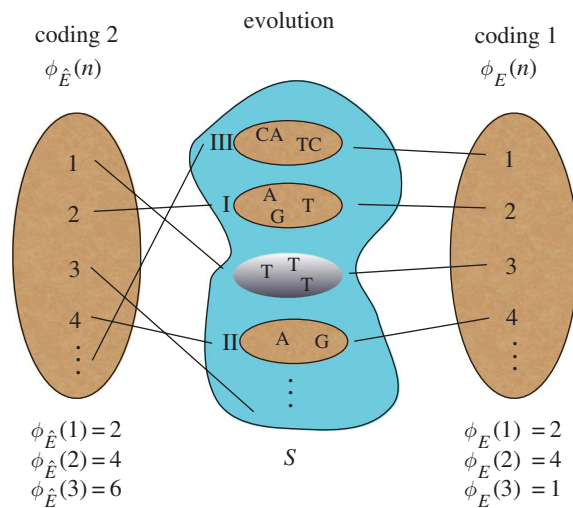 evolution
coding 2
coding 1
ϕ_Ê(n)
ϕ_E(n)
III CA TC
1
1
I A G T
2
2
T T T
3
3
II A G
4
4
⋮
⋮
⋮
S
ϕ_Ê(1) = 2
ϕ_Ê(2) = 4
ϕ_Ê(3) = 6
ϕ_E(1) = 2
ϕ_E(2) = 4
ϕ_E(3) = 1